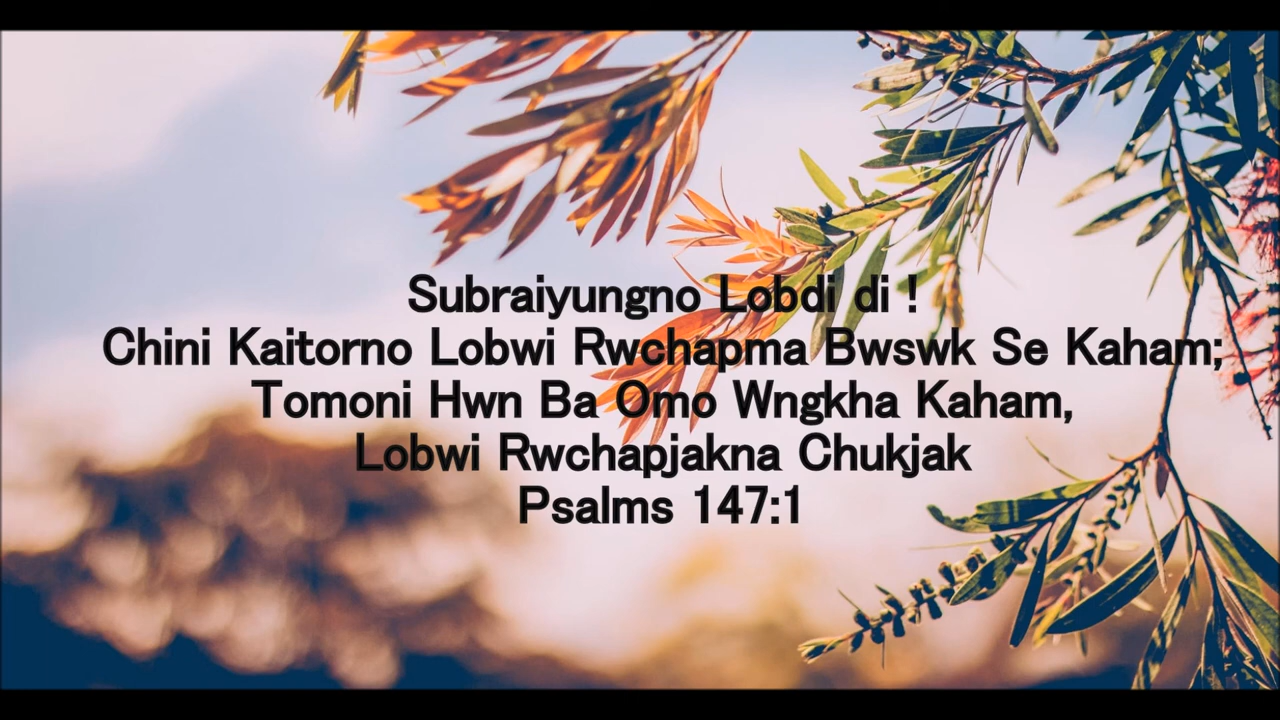 Subraiyungno Lobdi di !
Chini Kaitorno Lobwi Rwchapma Bwswk Se Kaham;
Tomoni Hwn Ba Omo Wngkha Kaham,
Lobwi Rwchapjakna Chukjak
Psalms 147:1